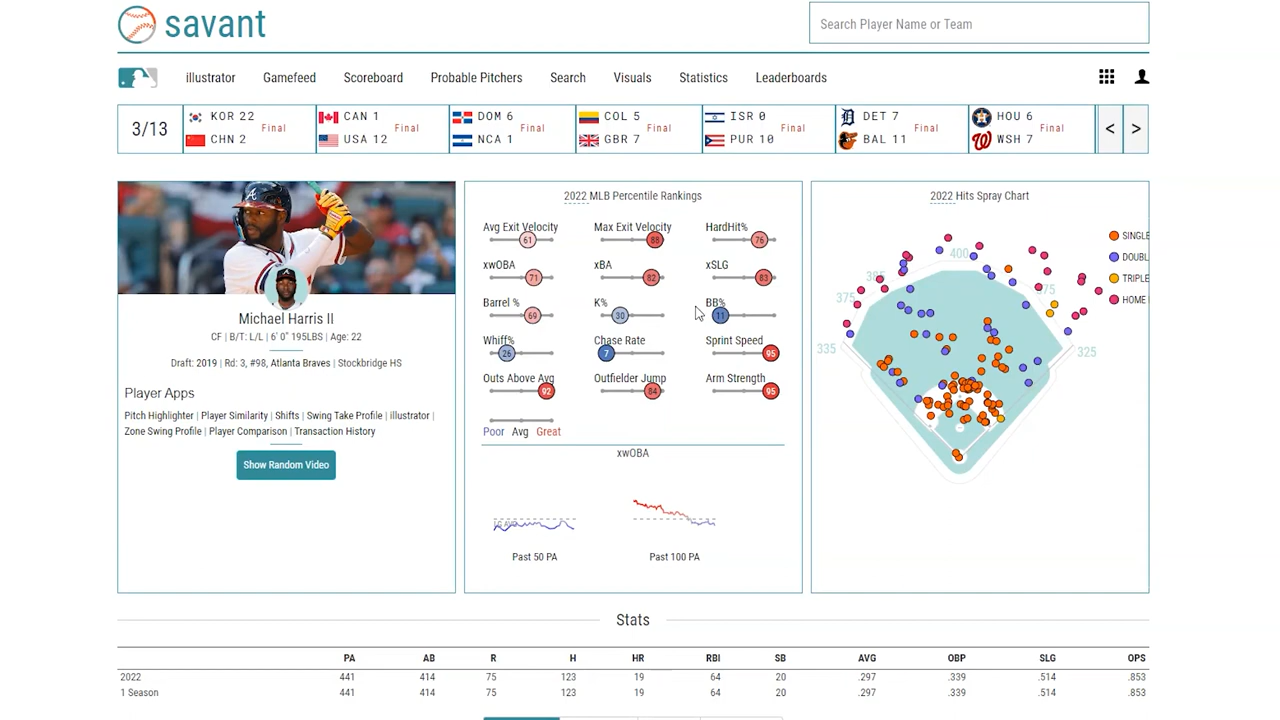 savant
Search Player Name or Team
illustrator Gamefeed Scoreboard Probable Pitchers Search Visuals Statistics Leaderboards
3/13
KOR 22
CHN 2
Final
CAN 1
USA 12
Final
DOM 6
NCA 1
Final
COL 5
GBR 7
Final
ISR 0
PUR 10
Final
DET 7
BAL 11
Final
HOU 6
WSH 7
Final
< >
Michael Harris II
CF | B/T: L/L | 6' 0" 195LBS | Age: 22
Draft: 2019 | Rd: 3, #98, Atlanta Braves | Stockbridge HS
Player Apps
Pitch Highlighter | Player Similarity | Shifts | Swing Take Profile | illustrator |
Zone Swing Profile | Player Comparison | Transaction History
Show Random Video
2022 MLB Percentile Rankings
Avg Exit Velocity Max Exit Velocity HardHit%
61 88 76
xwOBA xBA xSLG
71 82 83
Barrel % K% BB%
69 30 11
Whiff% Chase Rate Sprint Speed
26 7 95
Outs Above Avg Outfielder Jump Arm Strength
92 84 95
Poor Avg Great
xwOBA
LG AVG
Past 50 PA Past 100 PA
2022 Hits Spray Chart
SINGLE
DOUBL
TRIPLE
HOME
400
375
335 325
Stats
PA AB R H HR RBI SB AVG OBP SLG OPS
2022 441 414 75 123 19 64 20 .297 .339 .514 .853
1 Season 441 414 75 123 19 64 20 .297 .339 .514 .853